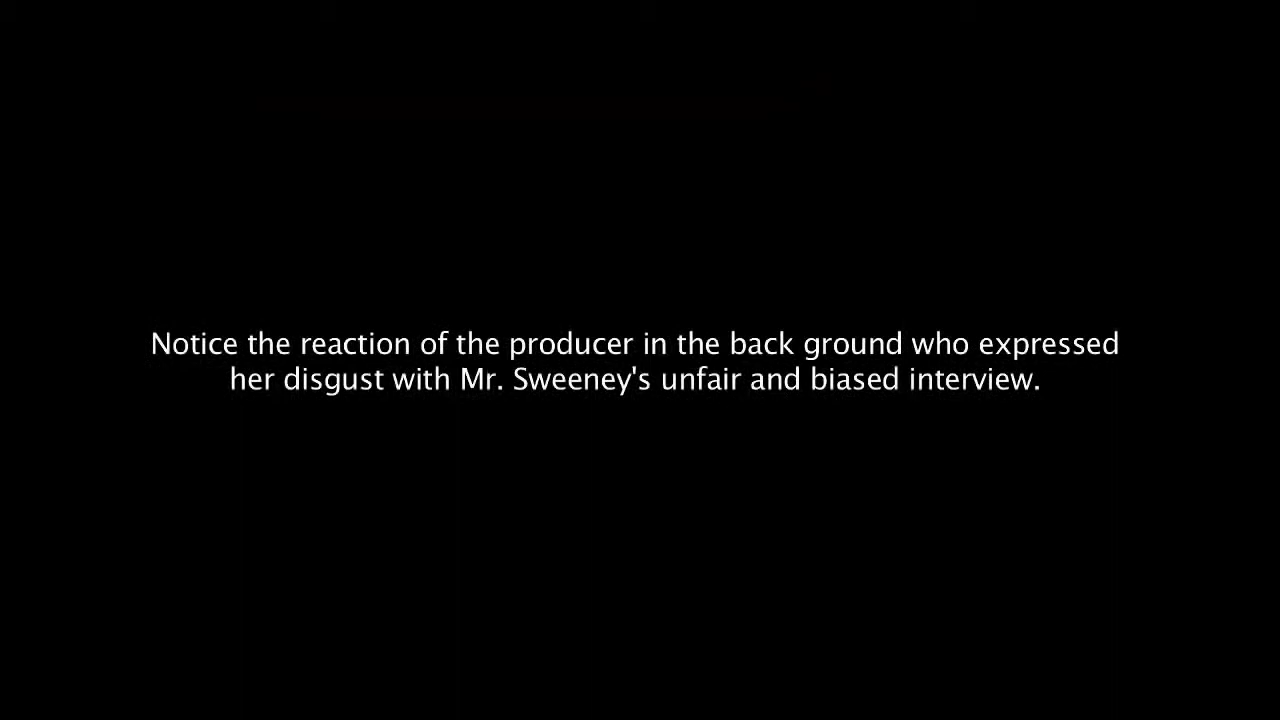 Notice the reaction of the producer in the back ground who expressed
her disgust with Mr. Sweeney's unfair and biased interview.